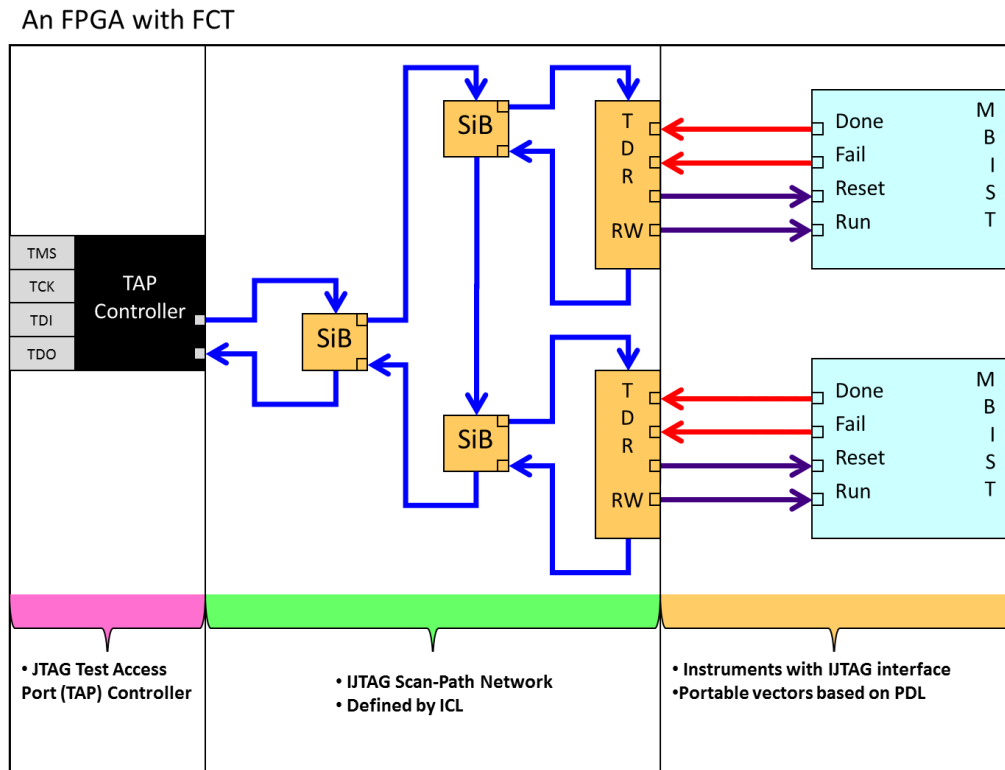 An FPGA with FCT
TMS
TCK
TDI
TDO
TAP
Controller
SiB
SiB
SiB
T
D
R
RW
Done
Fail
Reset
Run
M
B
I
S
T
T
D
R
RW
Done
Fail
Reset
Run
M
B
I
S
T
• JTAG Test Access
Port (TAP) Controller
• IJTAG Scan-Path Network
• Defined by ICL
• Instruments with IJTAG interface
•Portable vectors based on PDL